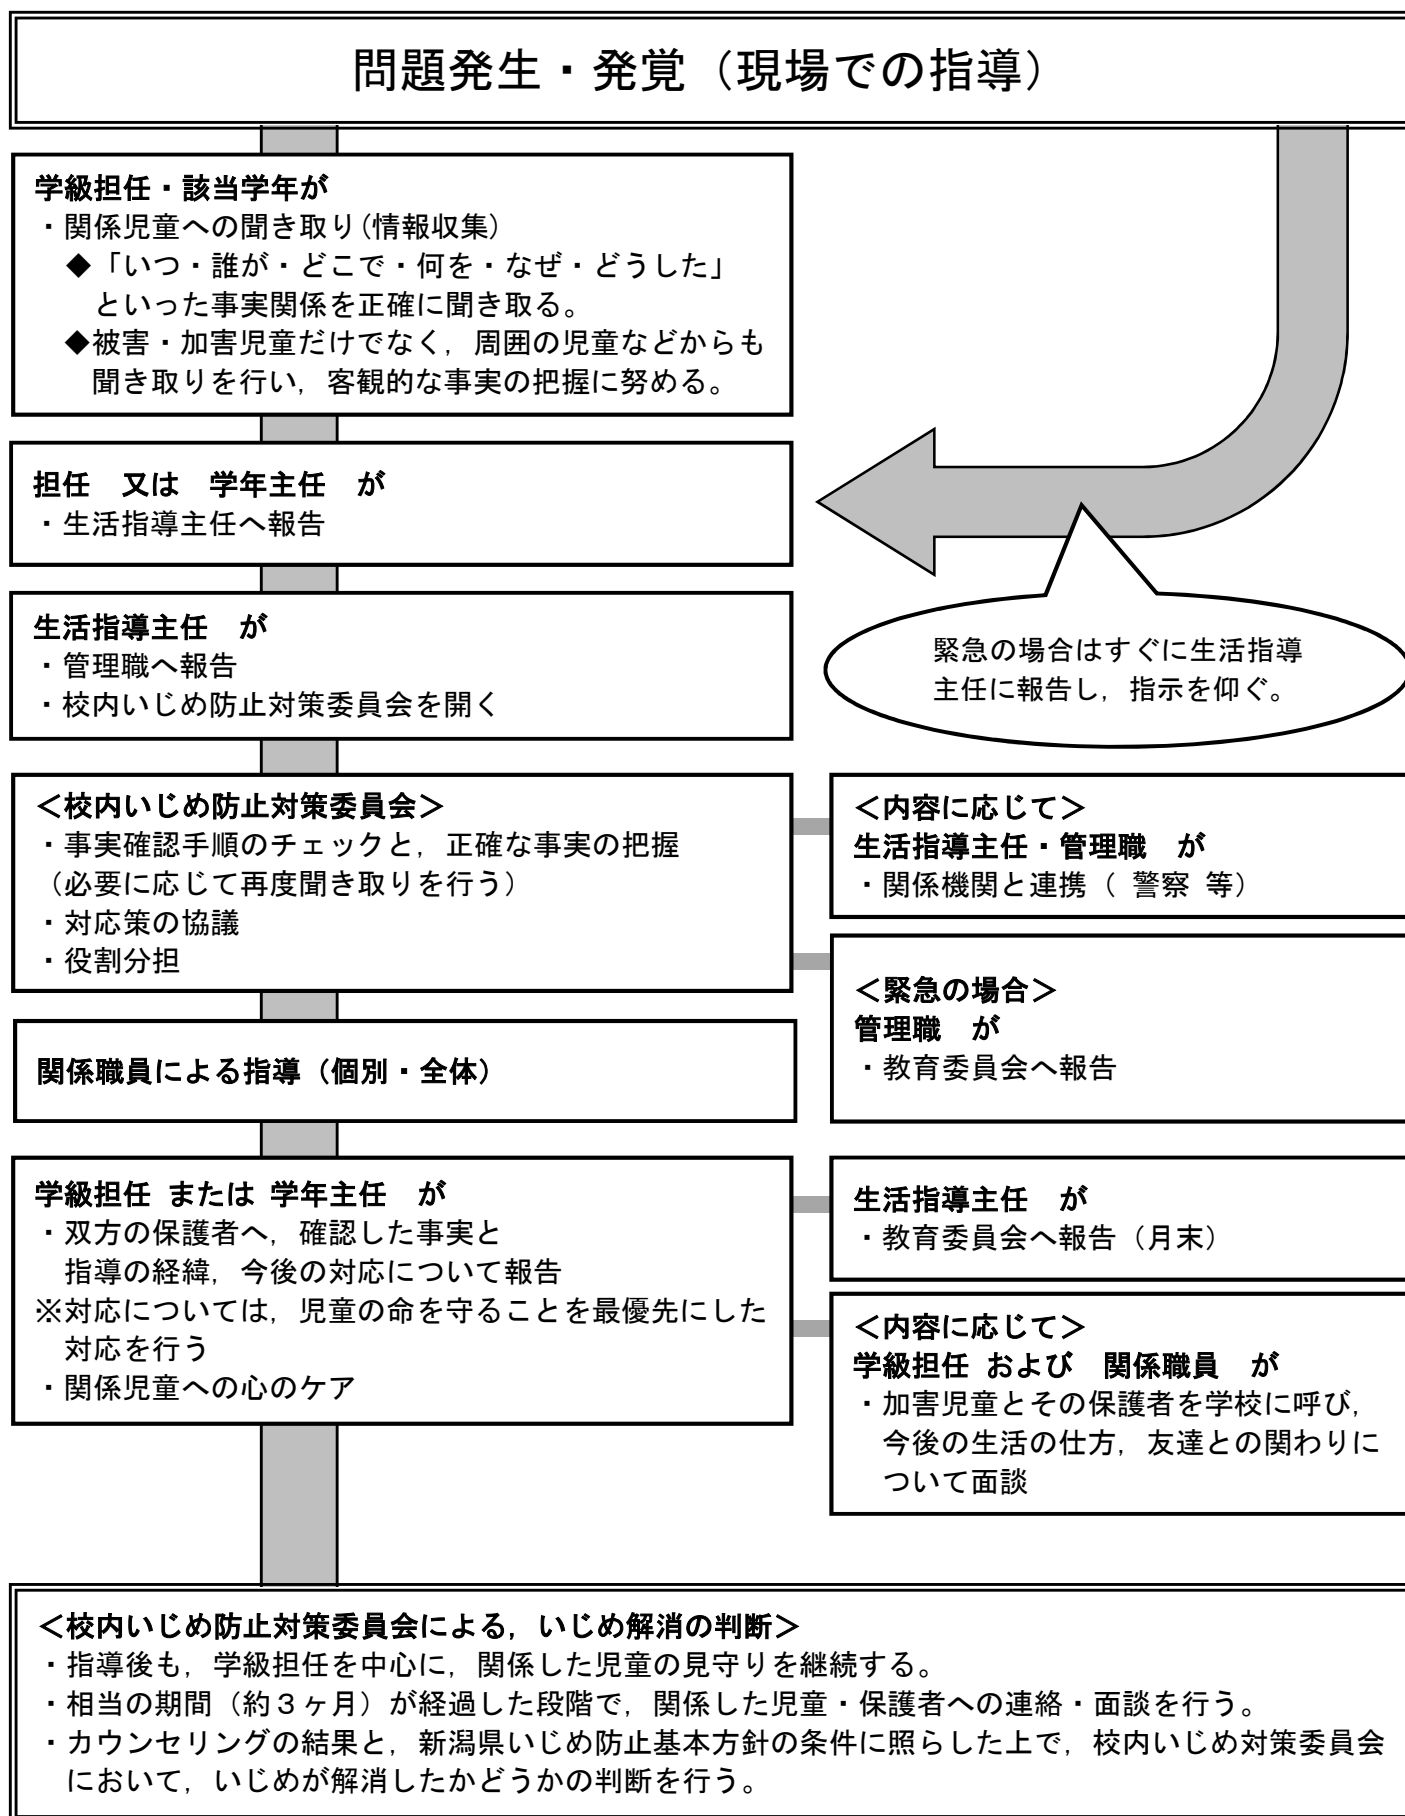 問題発生・発覚（現場での指導）
学級担任・該当学年が
・関係児童への聞き取り(情報収集)
◆「いつ・誰が・どこで・何を・なぜ・どうした」
といった事実関係を正確に聞き取る。
◆被害・加害児童だけでなく，周囲の児童などからも
聞き取りを行い，客観的な事実の把握に努める。
担任　又は　学年主任　が
・生活指導主任へ報告
生活指導主任　が
・管理職へ報告
・校内いじめ防止対策委員会を開く
緊急の場合はすぐに生活指導
主任に報告し，指示を仰ぐ。
＜校内いじめ防止対策委員会＞
・事実確認手順のチェックと，正確な事実の把握
（必要に応じて再度聞き取りを行う）
・対応策の協議
・役割分担
＜内容に応じて＞
生活指導主任・管理職　が
・関係機関と連携（ 警察 等）
＜緊急の場合＞
管理職　が
・教育委員会へ報告
関係職員による指導（個別・全体）
学級担任 または 学年主任　が
・双方の保護者へ，確認した事実と
指導の経緯，今後の対応について報告
※対応については，児童の命を守ることを最優先にした
対応を行う
・関係児童への心のケア
生活指導主任　が
・教育委員会へ報告（月末）
＜内容に応じて＞
学級担任 および　関係職員　が
・加害児童とその保護者を学校に呼び，
今後の生活の仕方，友達との関わりに
ついて面談
＜校内いじめ防止対策委員会による，いじめ解消の判断＞
・指導後も，学級担任を中心に，関係した児童の見守りを継続する。
・相当の期間（約３ヶ月）が経過した段階で，関係した児童・保護者への連絡・面談を行う。
・カウンセリングの結果と，新潟県いじめ防止基本方針の条件に照らした上で，校内いじめ対策委員会
において，いじめが解消したかどうかの判断を行う。